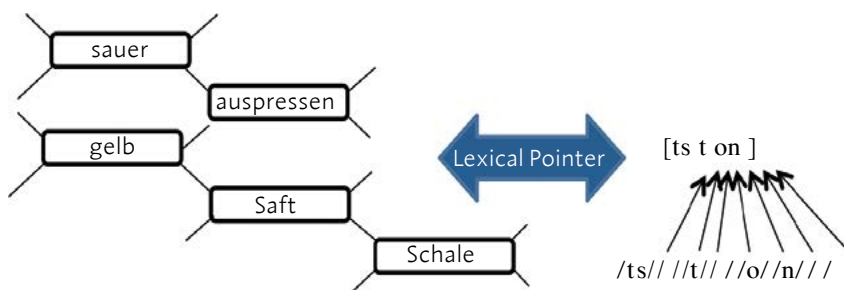 sauer
auspressen
gelb
Lexical Pointer
[ts t on ]
Saft
Schale
/ts// //t// / /o//n/ / /